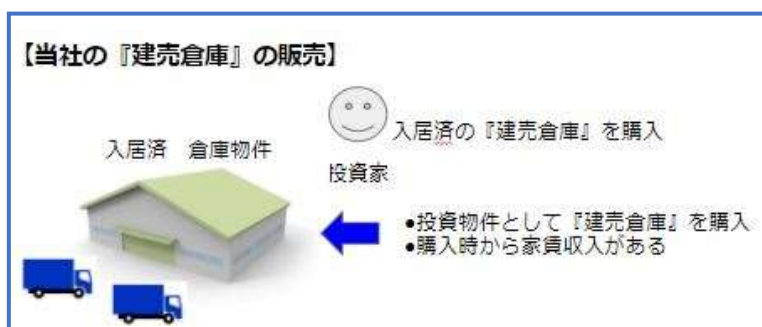 【当社の『建売倉庫』の販売】
入居済の『建売倉庫』を購入
入居済　倉庫物件
投資家
●投資物件として『建売倉庫』を購入
●購入時から家賃収入がある